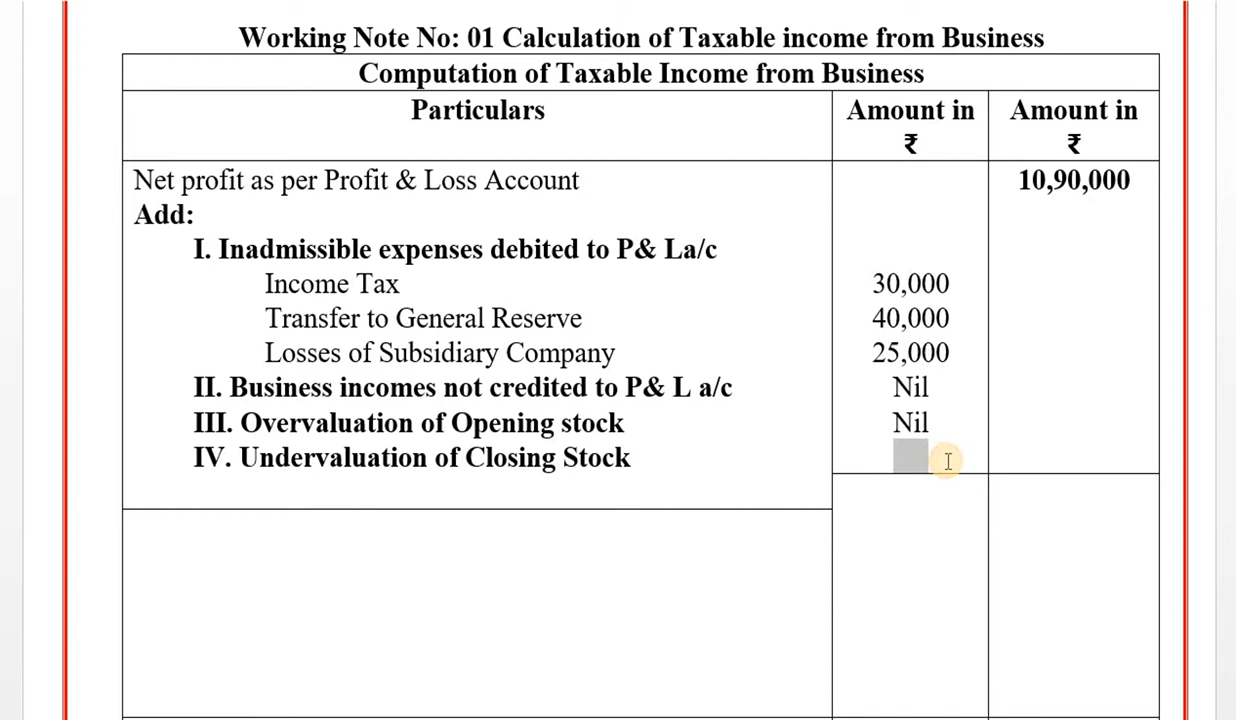 Working Note No: 01 Calculation of Taxable income from Business
Computation of Taxable Income from Business
Particulars Amount in ₹ Amount in ₹
Net profit as per Profit & Loss Account 10,90,000
Add:
I. Inadmissible expenses debited to P& La/c
Income Tax 30,000
Transfer to General Reserve 40,000
Losses of Subsidiary Company 25,000
II. Business incomes not credited to P& L a/c Nil
III. Overvaluation of Opening stock Nil
IV. Undervaluation of Closing Stock